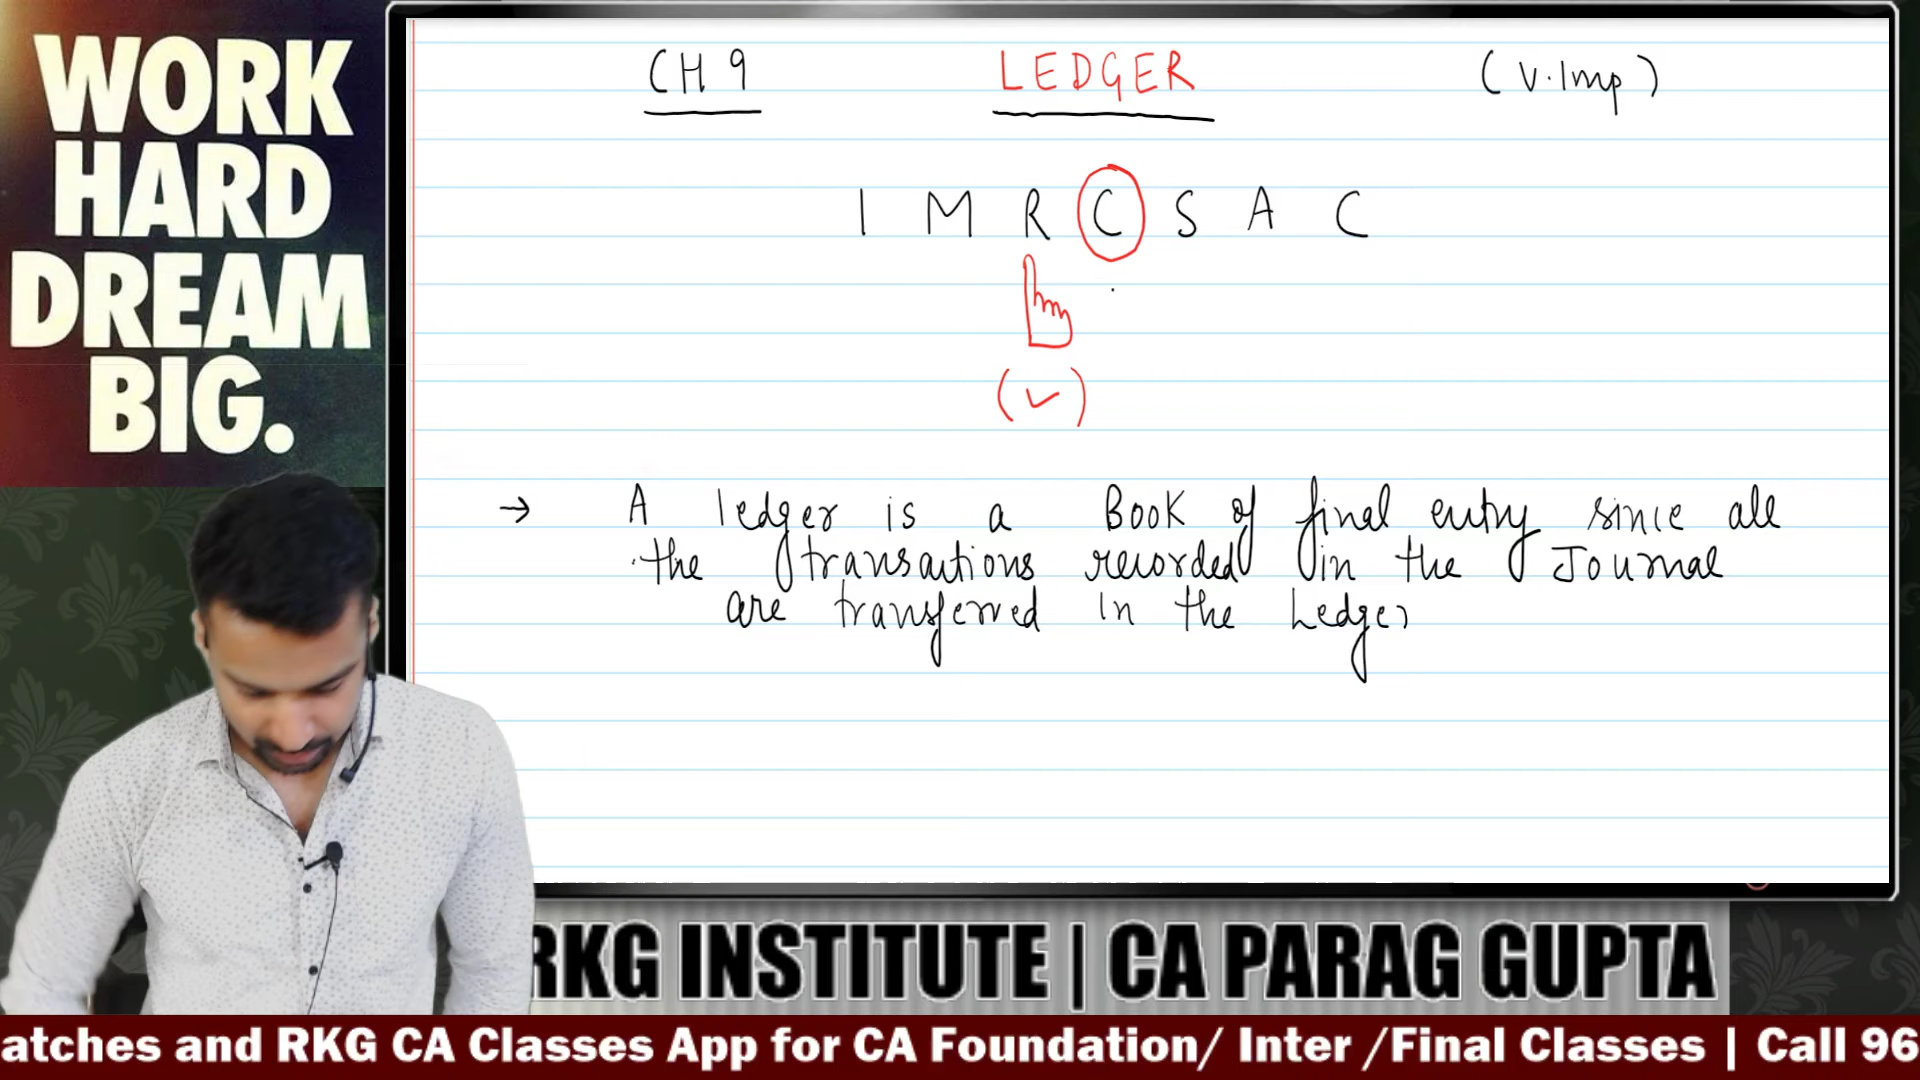 WORK
HARD
DREAM
BIG.
CH 9 LEDGER (V.Imp)
I M R C S A C
(✓)
→ A ledger is a Book of final entry since all
the transactions recorded in the Journal
are transferred in the Ledger
RKG INSTITUTE | CA PARAG GUPTA
atches and RKG CA Classes App for CA Foundation/ Inter /Final Classes | Call 96